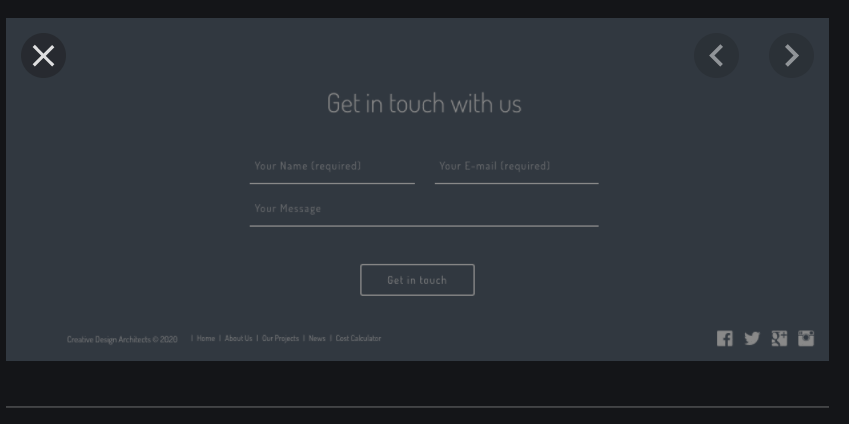 Get in touch with us
Your Name (required)
Your E-mail (required)
Your Message
Get in touch
Creative Design Architects © 2020 | Home | About Us | Our Projects | News | Cost Calculator